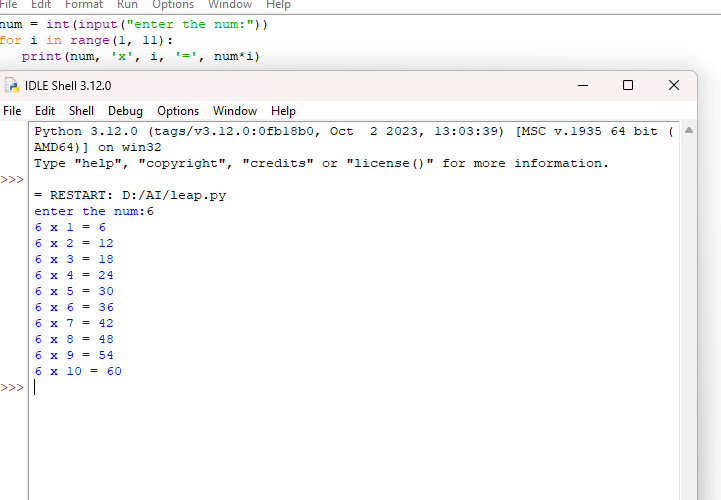 File Edit Format Run Options Window Help
num = int(input("enter the num:"))
for i in range(1, 11):
   print(num, 'x', i, '=', num*i)
IDLE Shell 3.12.0
File Edit Shell Debug Options Window Help
Python 3.12.0 (tags/v3.12.0:0fb18b0, Oct  2 2023, 13:03:39) [MSC v.1935 64 bit (
AMD64)] on win32
Type "help", "copyright", "credits" or "license()" for more information.
>>>
= RESTART: D:/AI/leap.py
enter the num:6
6 x 1 = 6
6 x 2 = 12
6 x 3 = 18
6 x 4 = 24
6 x 5 = 30
6 x 6 = 36
6 x 7 = 42
6 x 8 = 48
6 x 9 = 54
6 x 10 = 60
>>>